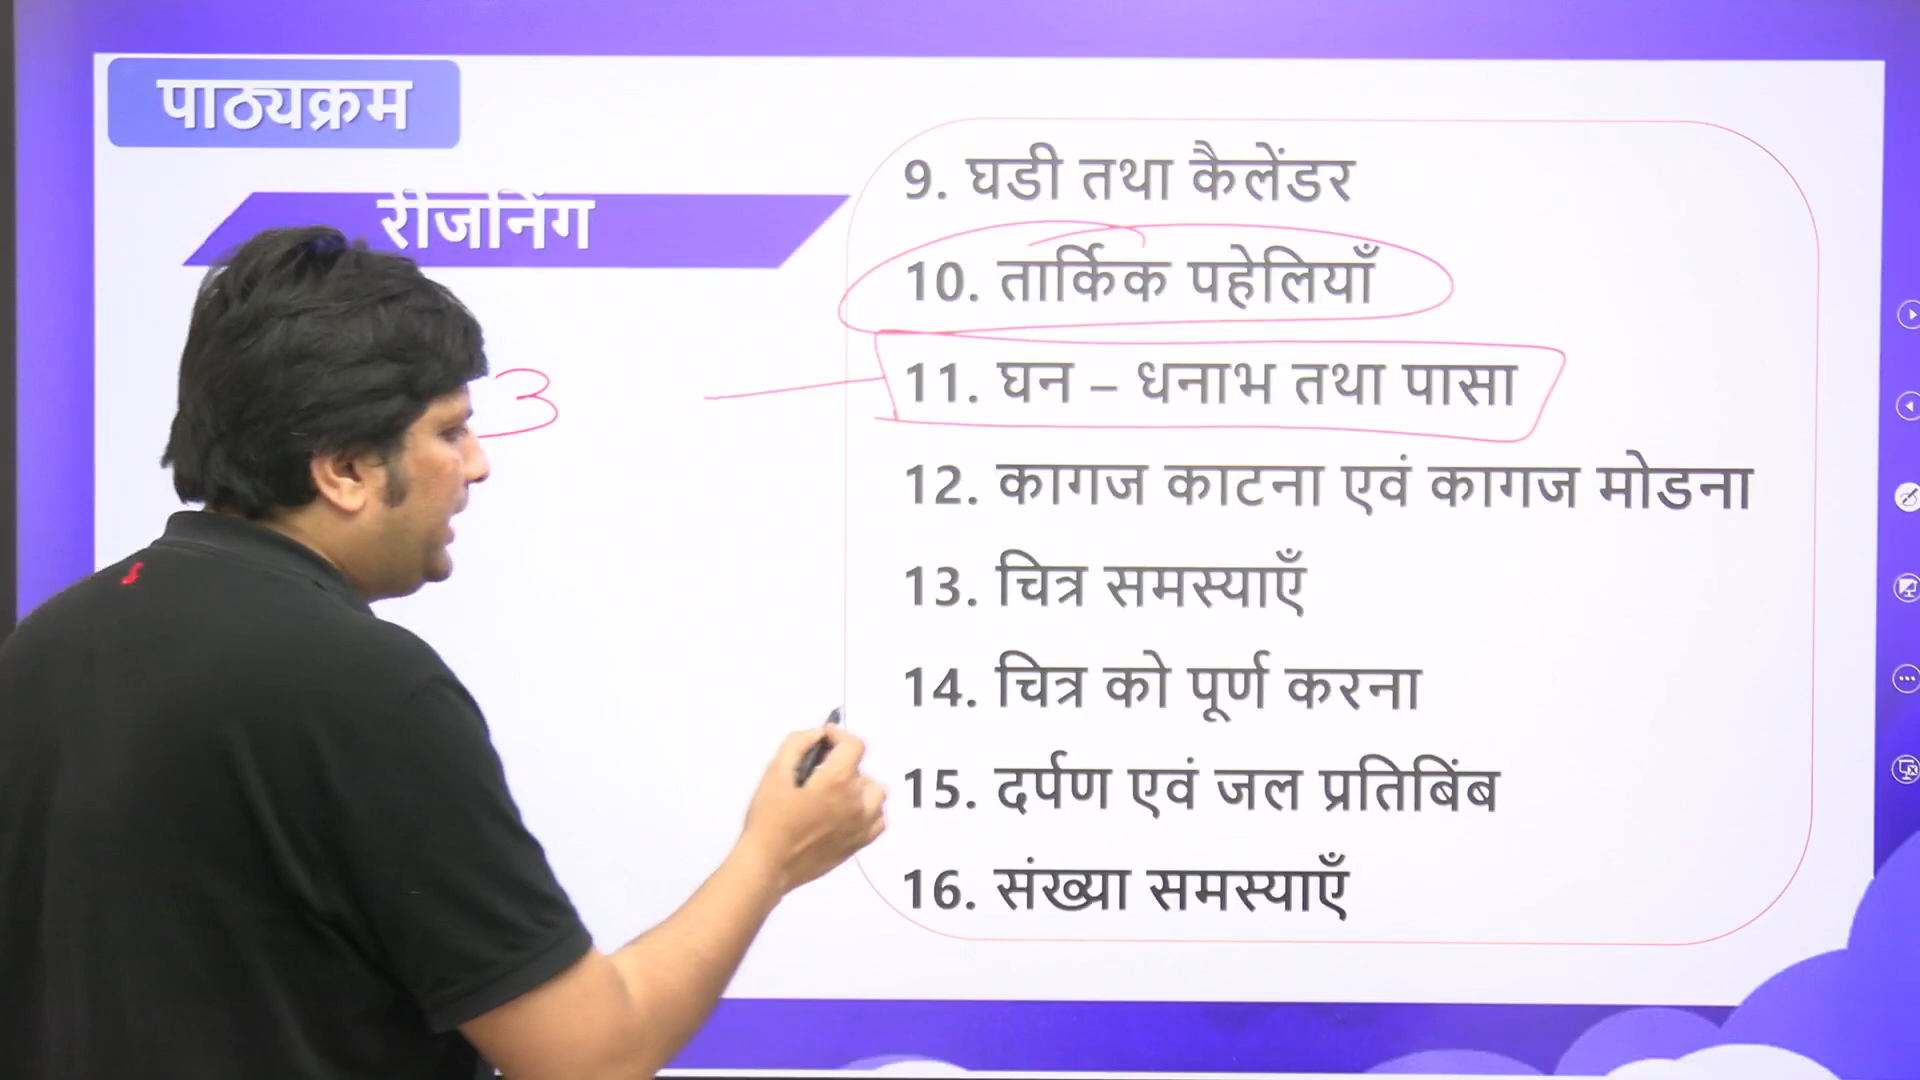 पाठ्यक्रम
रीजनिंग
9. घडी तथा कैलेंडर
10. तार्किक पहेलियाँ
11. घन – धनाभ तथा पासा
3
12. कागज काटना एवं कागज मोडना
13. चित्र समस्याएँ
14. चित्र को पूर्ण करना
15. दर्पण एवं जल प्रतिबिंब
16. संख्या समस्याएँ